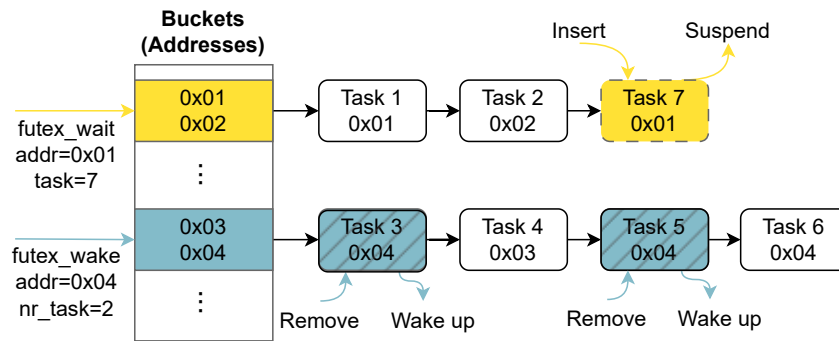 Buckets
(Addresses)
Insert
Suspend
0x01
0x02
Task 1
0x01
Task 2
0x02
Task 7
0x01
futex_wait
addr=0x01
task=7
⋮
0x03
0x04
Task 3
0x04
Task 4
0x03
Task 5
0x04
Task 6
0x04
futex_wake
addr=0x04
nr_task=2
⋮
Remove
Wake up
Remove
Wake up